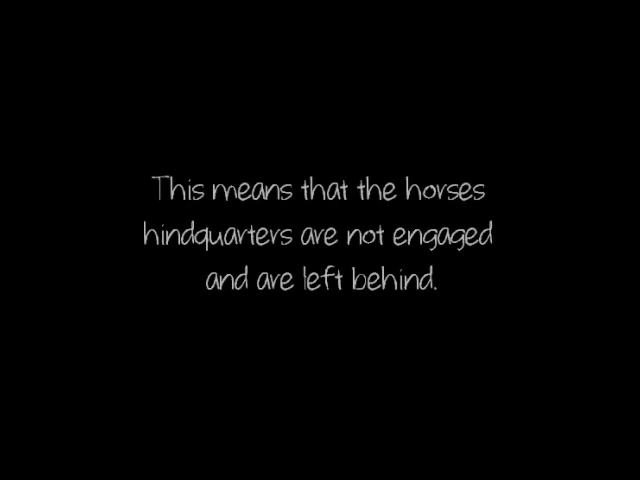 This means that the horses
hindquarters are not engaged
and are left behind.